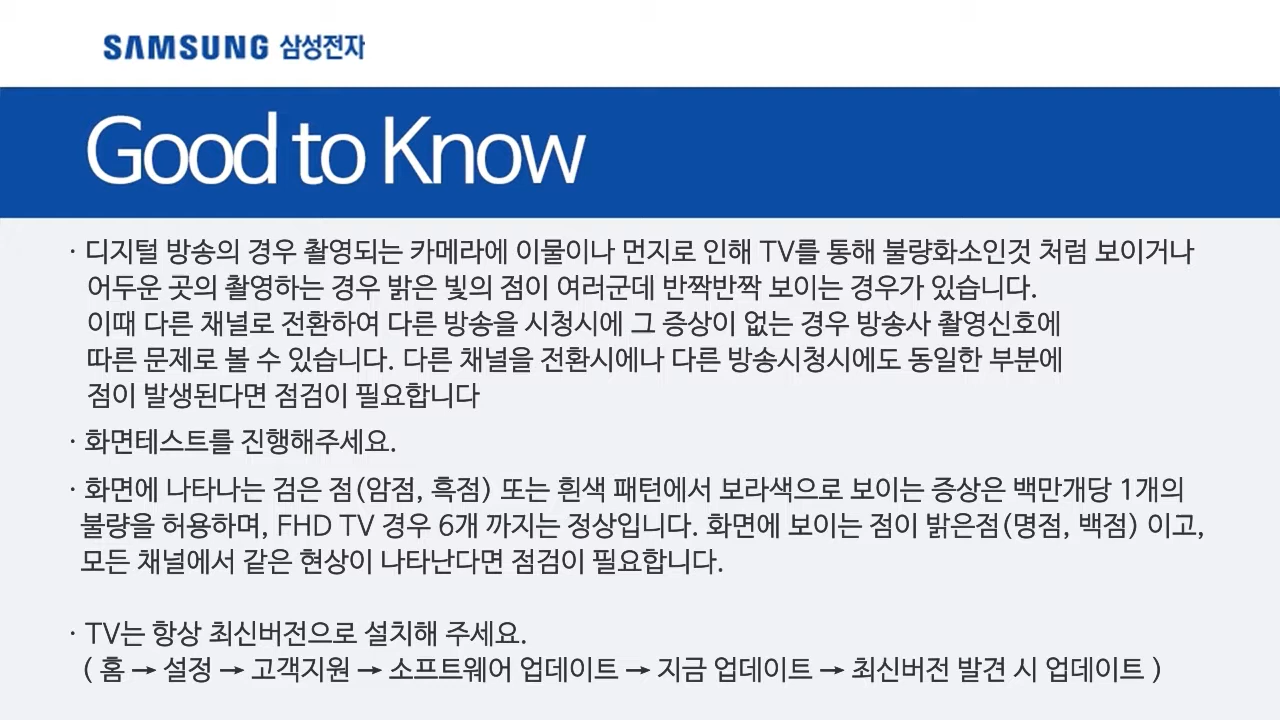 SAMSUNG 삼성전자
Good to Know
· 디지털 방송의 경우 촬영되는 카메라에 이물이나 먼지로 인해 TV를 통해 불량화소인것 처럼 보이거나
어두운 곳의 촬영하는 경우 밝은 빛의 점이 여러군데 반짝반짝 보이는 경우가 있습니다.
이때 다른 채널로 전환하여 다른 방송을 시청시에 그 증상이 없는 경우 방송사 촬영신호에
따른 문제로 볼 수 있습니다. 다른 채널을 전환시에나 다른 방송시청시에도 동일한 부분에
점이 발생된다면 점검이 필요합니다
· 화면테스트를 진행해주세요.
· 화면에 나타나는 검은 점(암점, 흑점) 또는 흰색 패턴에서 보라색으로 보이는 증상은 백만개당 1개의
불량을 허용하며, FHD TV 경우 6개 까지는 정상입니다. 화면에 보이는 점이 밝은점(명점, 백점) 이고,
모든 채널에서 같은 현상이 나타난다면 점검이 필요합니다.
· TV는 항상 최신버전으로 설치해 주세요.
( 홈 → 설정 → 고객지원 → 소프트웨어 업데이트 → 지금 업데이트 → 최신버전 발견 시 업데이트 )